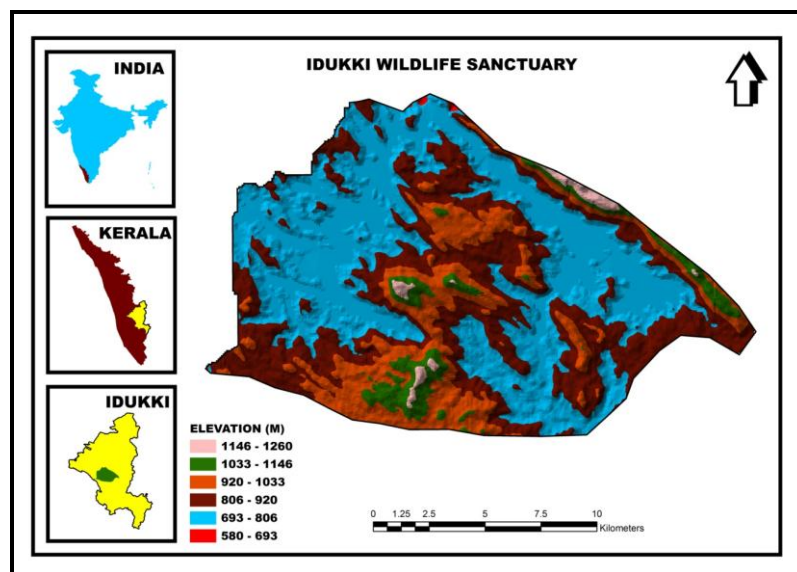 IDUKKI WILDLIFE SANCTUARY
INDIA
KERALA
IDUKKI
ELEVATION (M)
1146 - 1260
1033 - 1146
920 - 1033
806 - 920
693 - 806
580 - 693
0 1.25 2.5 5 7.5 10
Kilometers